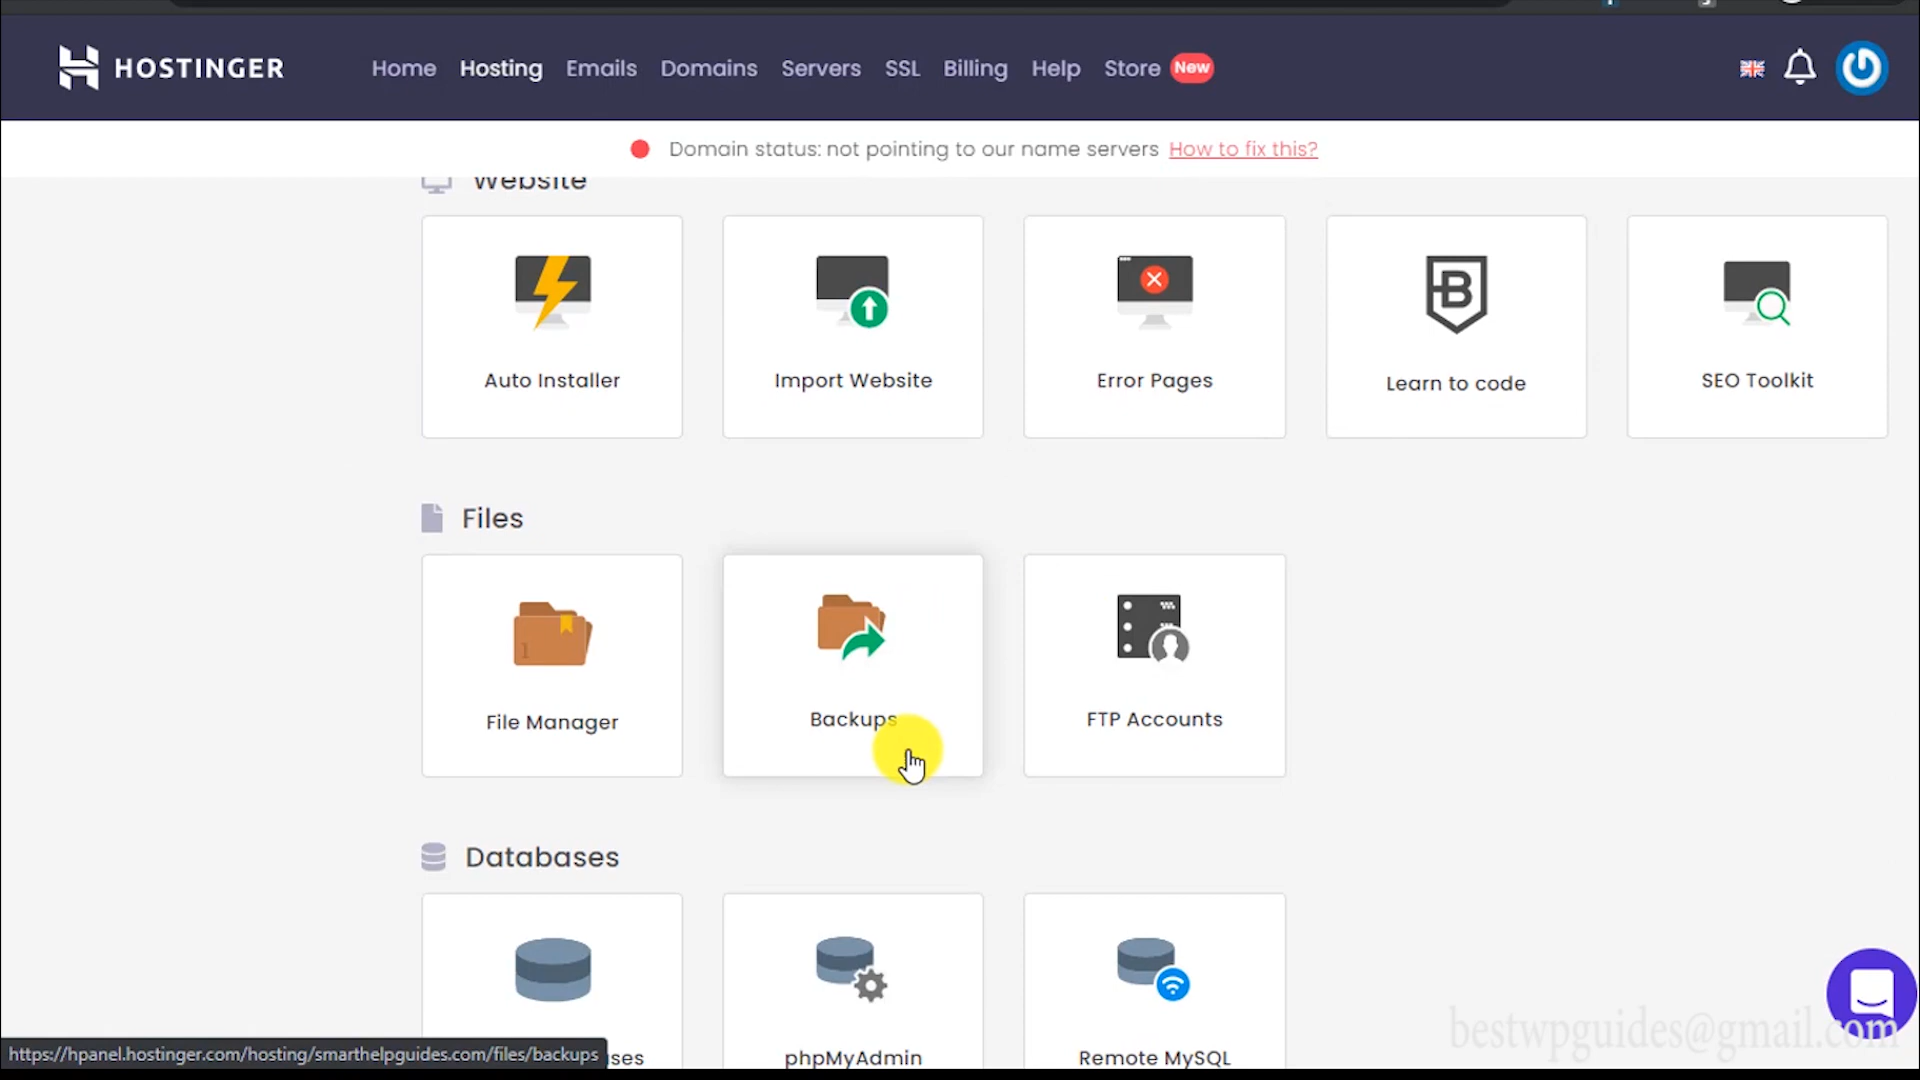 HOSTINGER
Home Hosting Emails Domains Servers SSL Billing Help Store New
Domain status: not pointing to our name servers How to fix this?
Website
Auto Installer
Import Website
Error Pages
B
Learn to code
SEO Toolkit
Files
File Manager
Backups
FTP Accounts
Databases
phpMyAdmin
Remote MySQL
bestwpguides@gmail.com
https://hpanel.hostinger.com/hosting/smarthelpguides.com/files/backups